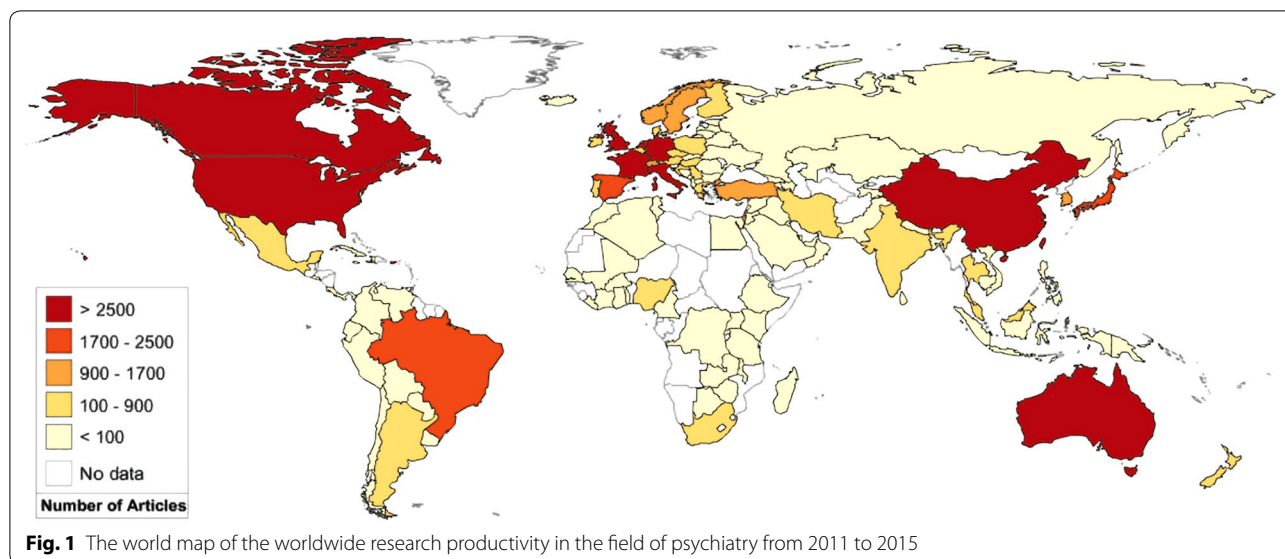 > 2500
1700 - 2500
900 - 1700
100 - 900
< 100
No data
Number of Articles
Fig. 1 The world map of the worldwide research productivity in the field of psychiatry from 2011 to 2015